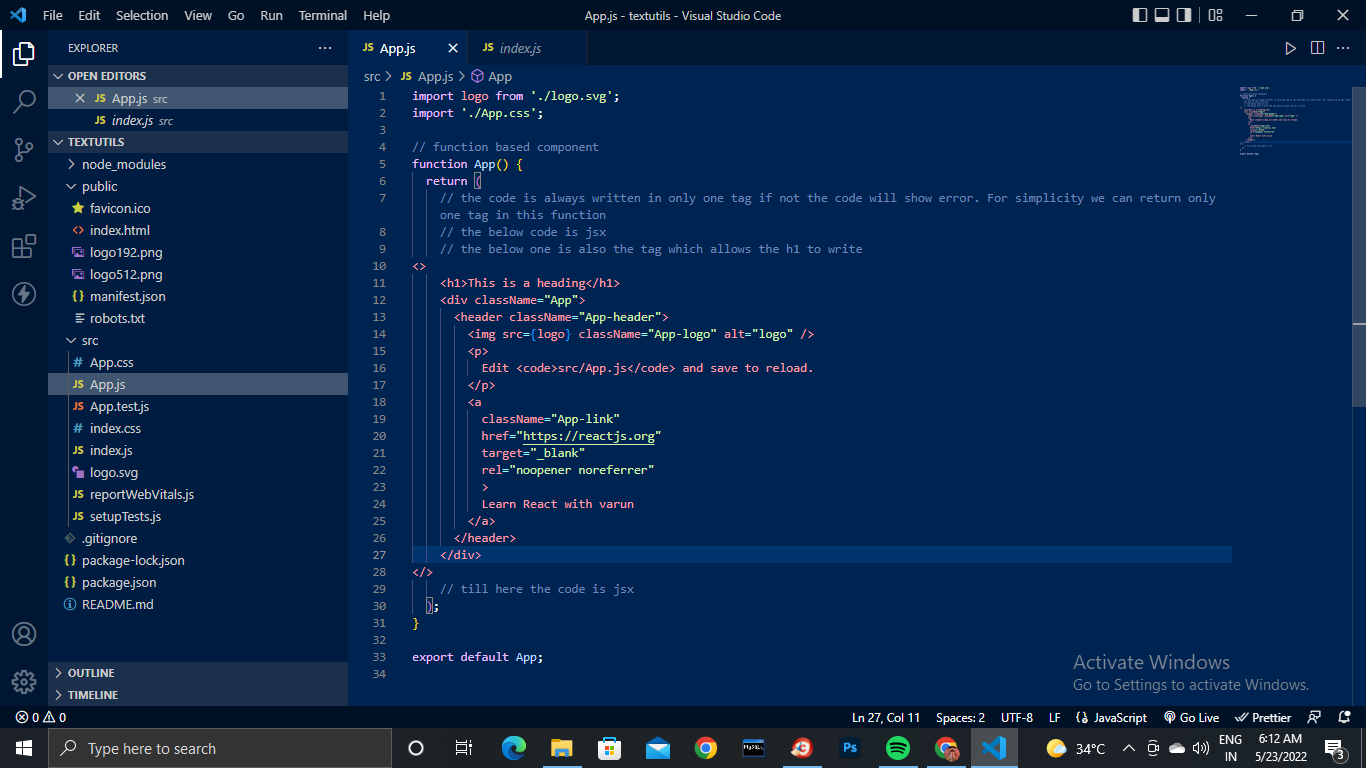 File Edit Selection View Go Run Terminal Help App.js - textutils - Visual Studio Code
EXPLORER
OPEN EDITORS
JS App.js src
JS index.js src
TEXTUTILS
node_modules
public
favicon.ico
<> index.html
logo192.png
logo512.png
{} manifest.json
robots.txt
src
# App.css
JS App.js
JS App.test.js
# index.css
JS index.js
logo.svg
JS reportWebVitals.js
JS setupTests.js
.gitignore
{} package-lock.json
{} package.json
README.md
OUTLINE
TIMELINE
JS App.js JS index.js
src > JS App.js > App
1 import logo from './logo.svg';
2 import './App.css';
3
4 // function based component
5 function App() {
6 return (
7 // the code is always written in only one tag if not the code will show error. For simplicity we can return only
one tag in this function
8 // the below code is jsx
9 // the below one is also the tag which allows the h1 to write
10 <>
11 <h1>This is a heading</h1>
12 <div className="App">
13 <header className="App-header">
14 <img src={logo} className="App-logo" alt="logo" />
15 <p>
16 Edit <code>src/App.js</code> and save to reload.
17 </p>
18 <a
19 className="App-link"
20 href="https://reactjs.org"
21 target="_blank"
22 rel="noopener noreferrer"
23 >
24 Learn React with varun
25 </a>
26 </header>
27 </div>
28 </>
29 // till here the code is jsx
30 );
31 }
32
33 export default App;
34
Activate Windows
Go to Settings to activate Windows.
0 0 Ln 27, Col 11 Spaces: 2 UTF-8 LF {} JavaScript Go Live Prettier
Type here to search MySQL Ps 34°C ENG IN 6:12 AM 5/23/2022 3